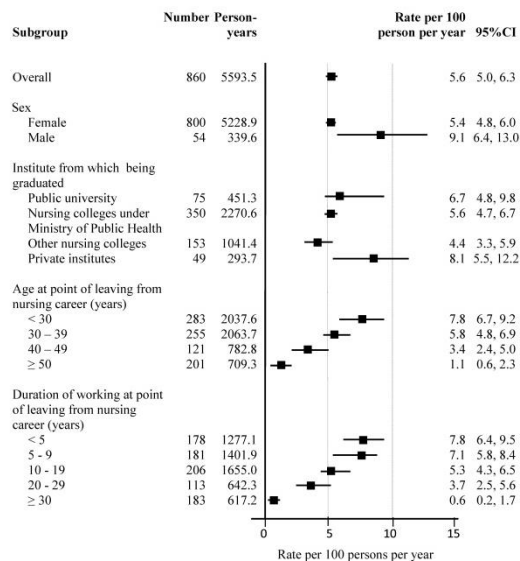 Number Person- Rate per 100
Subgroup years person per year 95%CI
Overall 860 5593.5 5.6 5.0, 6.3
Sex
Female 800 5228.9 5.4 4.8, 6.0
Male 54 339.6 9.1 6.4, 13.0
Institute from which being
graduated
Public university 75 451.3 6.7 4.8, 9.8
Nursing colleges under 350 2270.6 5.6 4.7, 6.7
Ministry of Public Health
Other nursing colleges 153 1041.4 4.4 3.3, 5.9
Private institutes 49 293.7 8.1 5.5, 12.2
Age at point of leaving from
nursing career (years)
< 30 283 2037.6 7.8 6.7, 9.2
30 – 39 255 2063.7 5.8 4.8, 6.9
40 – 49 121 782.8 3.4 2.4, 5.0
≥ 50 201 709.3 1.1 0.6, 2.3
Duration of working at point
of leaving from nursing
career (years)
< 5 178 1277.1 7.8 6.4, 9.5
5 - 9 181 1401.9 7.1 5.8, 8.4
10 - 19 206 1655.0 5.3 4.3, 6.5
20 - 29 113 642.3 3.7 2.5, 5.6
≥ 30 183 617.2 0.6 0.2, 1.7
0 5 10 15
Rate per 100 persons per year